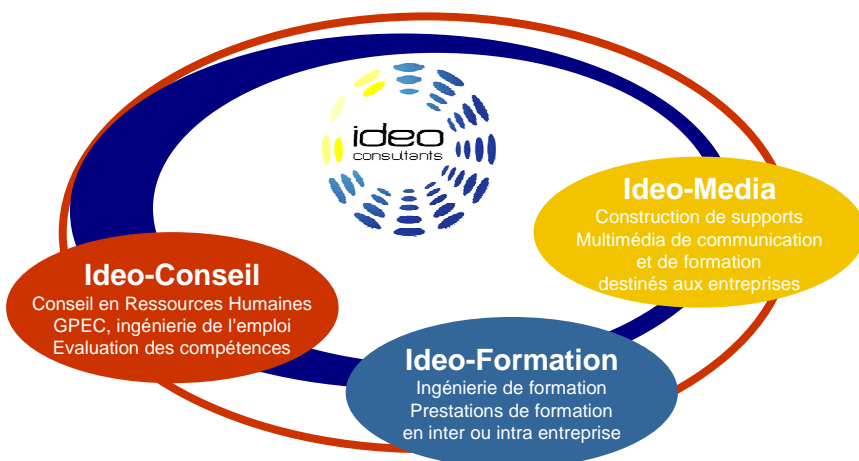 ideo
consultants
Ideo-Media
Construction de supports
Multimédia de communication
et de formation
destinés aux entreprises
Ideo-Conseil
Conseil en Ressources Humaines
GPEC, ingénierie de l’emploi
Evaluation des compétences
Ideo-Formation
Ingénierie de formation
Prestations de formation
en inter ou intra entreprise